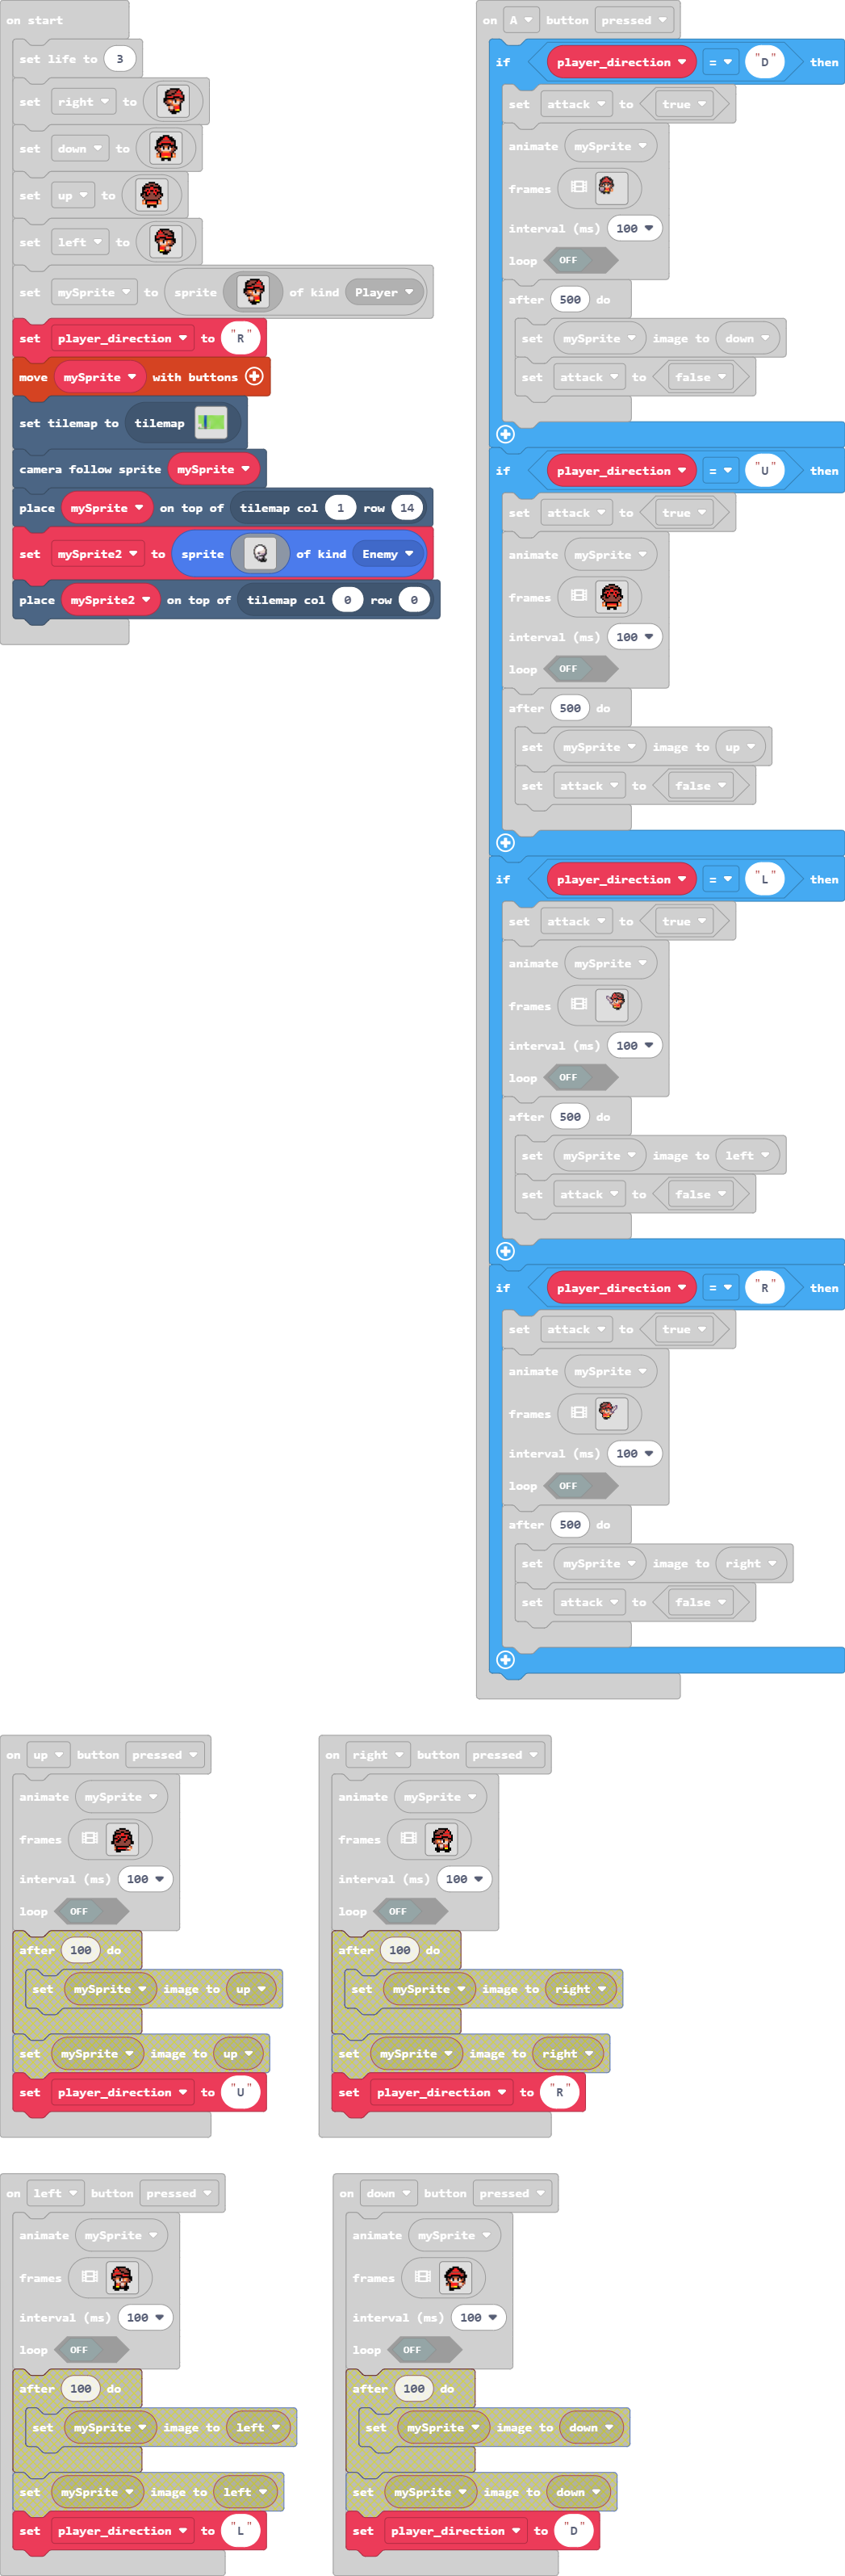 on start
set life to 3
set right to
set down to
set up to
set left to
set mySprite to sprite of kind Player
set player_direction to "R"
move mySprite with buttons
set tilemap to tilemap
camera follow sprite mySprite
place mySprite on top of tilemap col 1 row 14
set mySprite2 to sprite of kind Enemy
place mySprite2 on top of tilemap col 0 row 0
on A button pressed
if player_direction = "D" then
set attack to true
animate mySprite
frames
interval (ms) 100
loop OFF
after 500 do
set mySprite image to down
set attack to false
if player_direction = "U" then
set attack to true
animate mySprite
frames
interval (ms) 100
loop OFF
after 500 do
set mySprite image to up
set attack to false
if player_direction = "L" then
set attack to true
animate mySprite
frames
interval (ms) 100
loop OFF
after 500 do
set mySprite image to left
set attack to false
if player_direction = "R" then
set attack to true
animate mySprite
frames
interval (ms) 100
loop OFF
after 500 do
set mySprite image to right
set attack to false
on up button pressed
animate mySprite
frames
interval (ms) 100
loop OFF
after 100 do
set mySprite image to up
set mySprite image to up
set player_direction to "U"
on right button pressed
animate mySprite
frames
interval (ms) 100
loop OFF
after 100 do
set mySprite image to right
set mySprite image to right
set player_direction to "R"
on left button pressed
animate mySprite
frames
interval (ms) 100
loop OFF
after 100 do
set mySprite image to left
set mySprite image to left
set player_direction to "L"
on down button pressed
animate mySprite
frames
interval (ms) 100
loop OFF
after 100 do
set mySprite image to down
set mySprite image to down
set player_direction to "D"